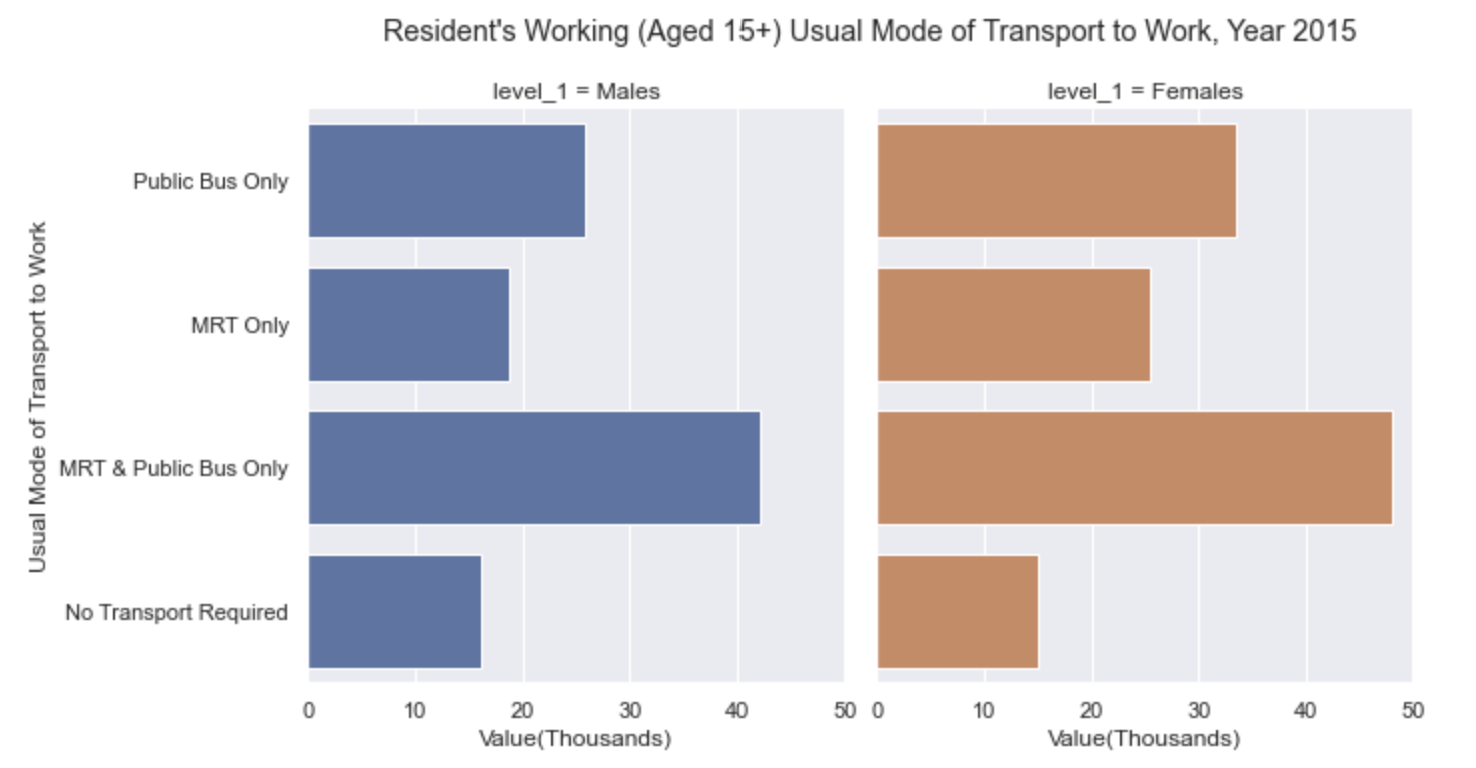 Resident's Working (Aged 15+) Usual Mode of Transport to Work, Year 2015
level_1 = Males
level_1 = Females
Usual Mode of Transport to Work
Public Bus Only
MRT Only
MRT & Public Bus Only
No Transport Required
0 10 20 30 40 50
0 10 20 30 40 50
Value(Thousands)
Value(Thousands)